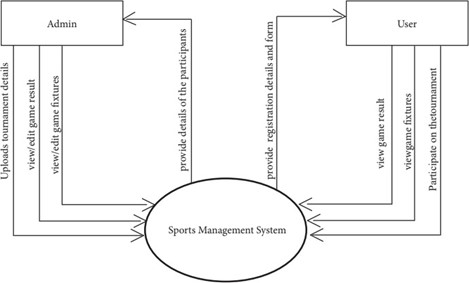 Admin
User
Uploads tournament details
view/edit game result
view/edit game fixtures
provide details of the participants
provide registration details and form
view game result
viewgame fixtures
Participate on thetournament
Sports Management System